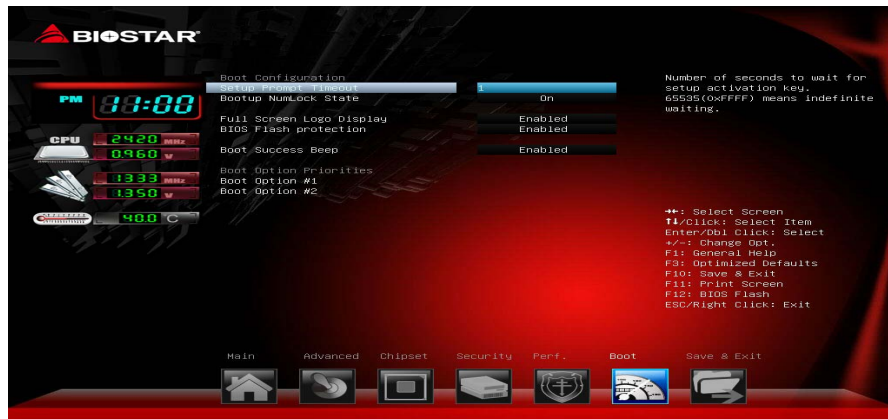 BIOSTAR
Boot Configuration
Setup Prompt Timeout 1
Bootup NumLock State On
Full Screen Logo Display Enabled
BIOS Flash protection Enabled
Boot Success Beep Enabled
Boot Option Priorities
Boot Option #1
Boot Option #2
PM 11:00
CPU 2420 MHz
0.960 V
1333 MHz
1.350 V
40.0 C
Number of seconds to wait for
setup activation key.
65535(0xFFFF) means indefinite
waiting.
→←: Select Screen
↑↓/Click: Select Item
Enter/Dbl Click: Select
+/-: Change Opt.
F1: General Help
F3: Optimized Defaults
F10: Save & Exit
F11: Print Screen
F12: BIOS Flash
ESC/Right Click: Exit
Main Advanced Chipset Security Perf. Boot Save & Exit